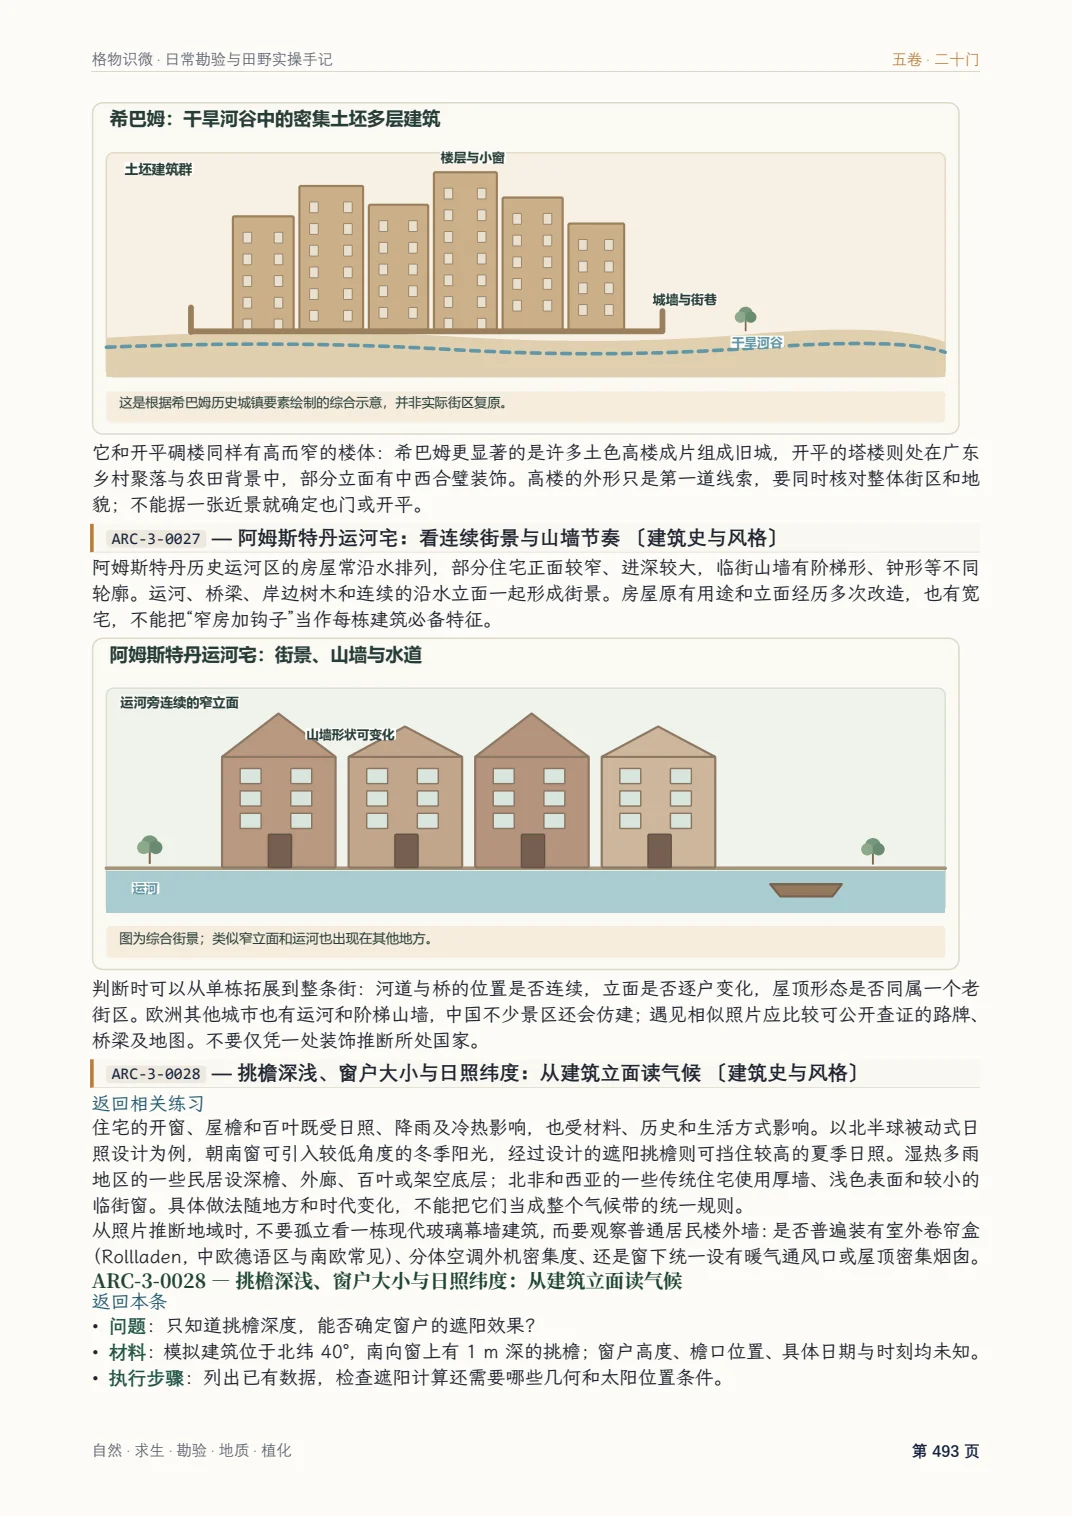 格物识微 · 日常勘验与田野实操手记
五卷 · 二十门
希巴姆：干旱河谷中的密集土坯多层建筑
楼层与小窗
土坯建筑群
城墙与街巷
干旱河谷
这是根据希巴姆历史城镇要素绘制的综合示意，并非实际街区复原。
它和开平碉楼同样有高而窄的楼体：希巴姆更显著的是许多土色高楼成片组成旧城，开平的塔楼则处在广东
乡村聚落与农田背景中，部分立面有中西合璧装饰。高楼的外形只是第一道线索，要同时核对整体街区和地
貌；不能据一张近景就确定也门或开平。
ARC-3-0027 — 阿姆斯特丹运河宅：看连续街景与山墙节奏 〔建筑史与风格〕
阿姆斯特丹历史运河区的房屋常沿水排列，部分住宅正面较窄、进深较大，临街山墙有阶梯形、钟形等不同
轮廓。运河、桥梁、岸边树木和连续的沿水立面一起形成街景。房屋原有用途和立面经历多次改造，也有宽
宅，不能把“窄房加钩子”当作每栋建筑必备特征。
阿姆斯特丹运河宅：街景、山墙与水道
运河旁连续的窄立面
山墙形状可变化
运河
图为综合街景；类似窄立面和运河也出现在其他地方。
判断时可以从单栋拓展到整条街：河道与桥的位置是否连续，立面是否逐户变化，屋顶形态是否同属一个老
街区。欧洲其他城市也有运河和阶梯山墙，中国不少景区还会仿建；遇见相似照片应比较可公开查证的路牌、
桥梁及地图。不要仅凭一处装饰推断所处国家。
ARC-3-0028 — 挑檐深浅、窗户大小与日照纬度：从建筑立面读气候 〔建筑史与风格〕
返回相关练习
住宅的开窗、屋檐和百叶既受日照、降雨及冷热影响，也受材料、历史和生活方式影响。以北半球被动式日
照设计为例，朝南窗可引入较低角度的冬季阳光，经过设计的遮阳挑檐则可挡住较高的夏季日照。湿热多雨
地区的一些民居设深檐、外廊、百叶或架空底层；北非和西亚的一些传统住宅使用厚墙、浅色表面和较小的
临街窗。具体做法随地方和时代变化，不能把它们当成整个气候带的统一规则。
从照片推断地域时，不要孤立看一栋现代玻璃幕墙建筑，而要观察普通居民楼外墙：是否普遍装有室外卷帘盒
（Rollladen，中欧德语区与南欧常见）、分体空调外机密集度、还是窗下统一设有暖气通风口或屋顶密集烟囱。
ARC-3-0028 — 挑檐深浅、窗户大小与日照纬度：从建筑立面读气候
返回本条
• 问题：只知道挑檐深度，能否确定窗户的遮阳效果？
• 材料：模拟建筑位于北纬 40°，南向窗上有 1 m 深的挑檐；窗户高度、檐口位置、具体日期与时刻均未知。
• 执行步骤：列出已有数据，检查遮阳计算还需要哪些几何和太阳位置条件。
自然 · 求生 · 勘验 · 地质 · 植化
第 493 页